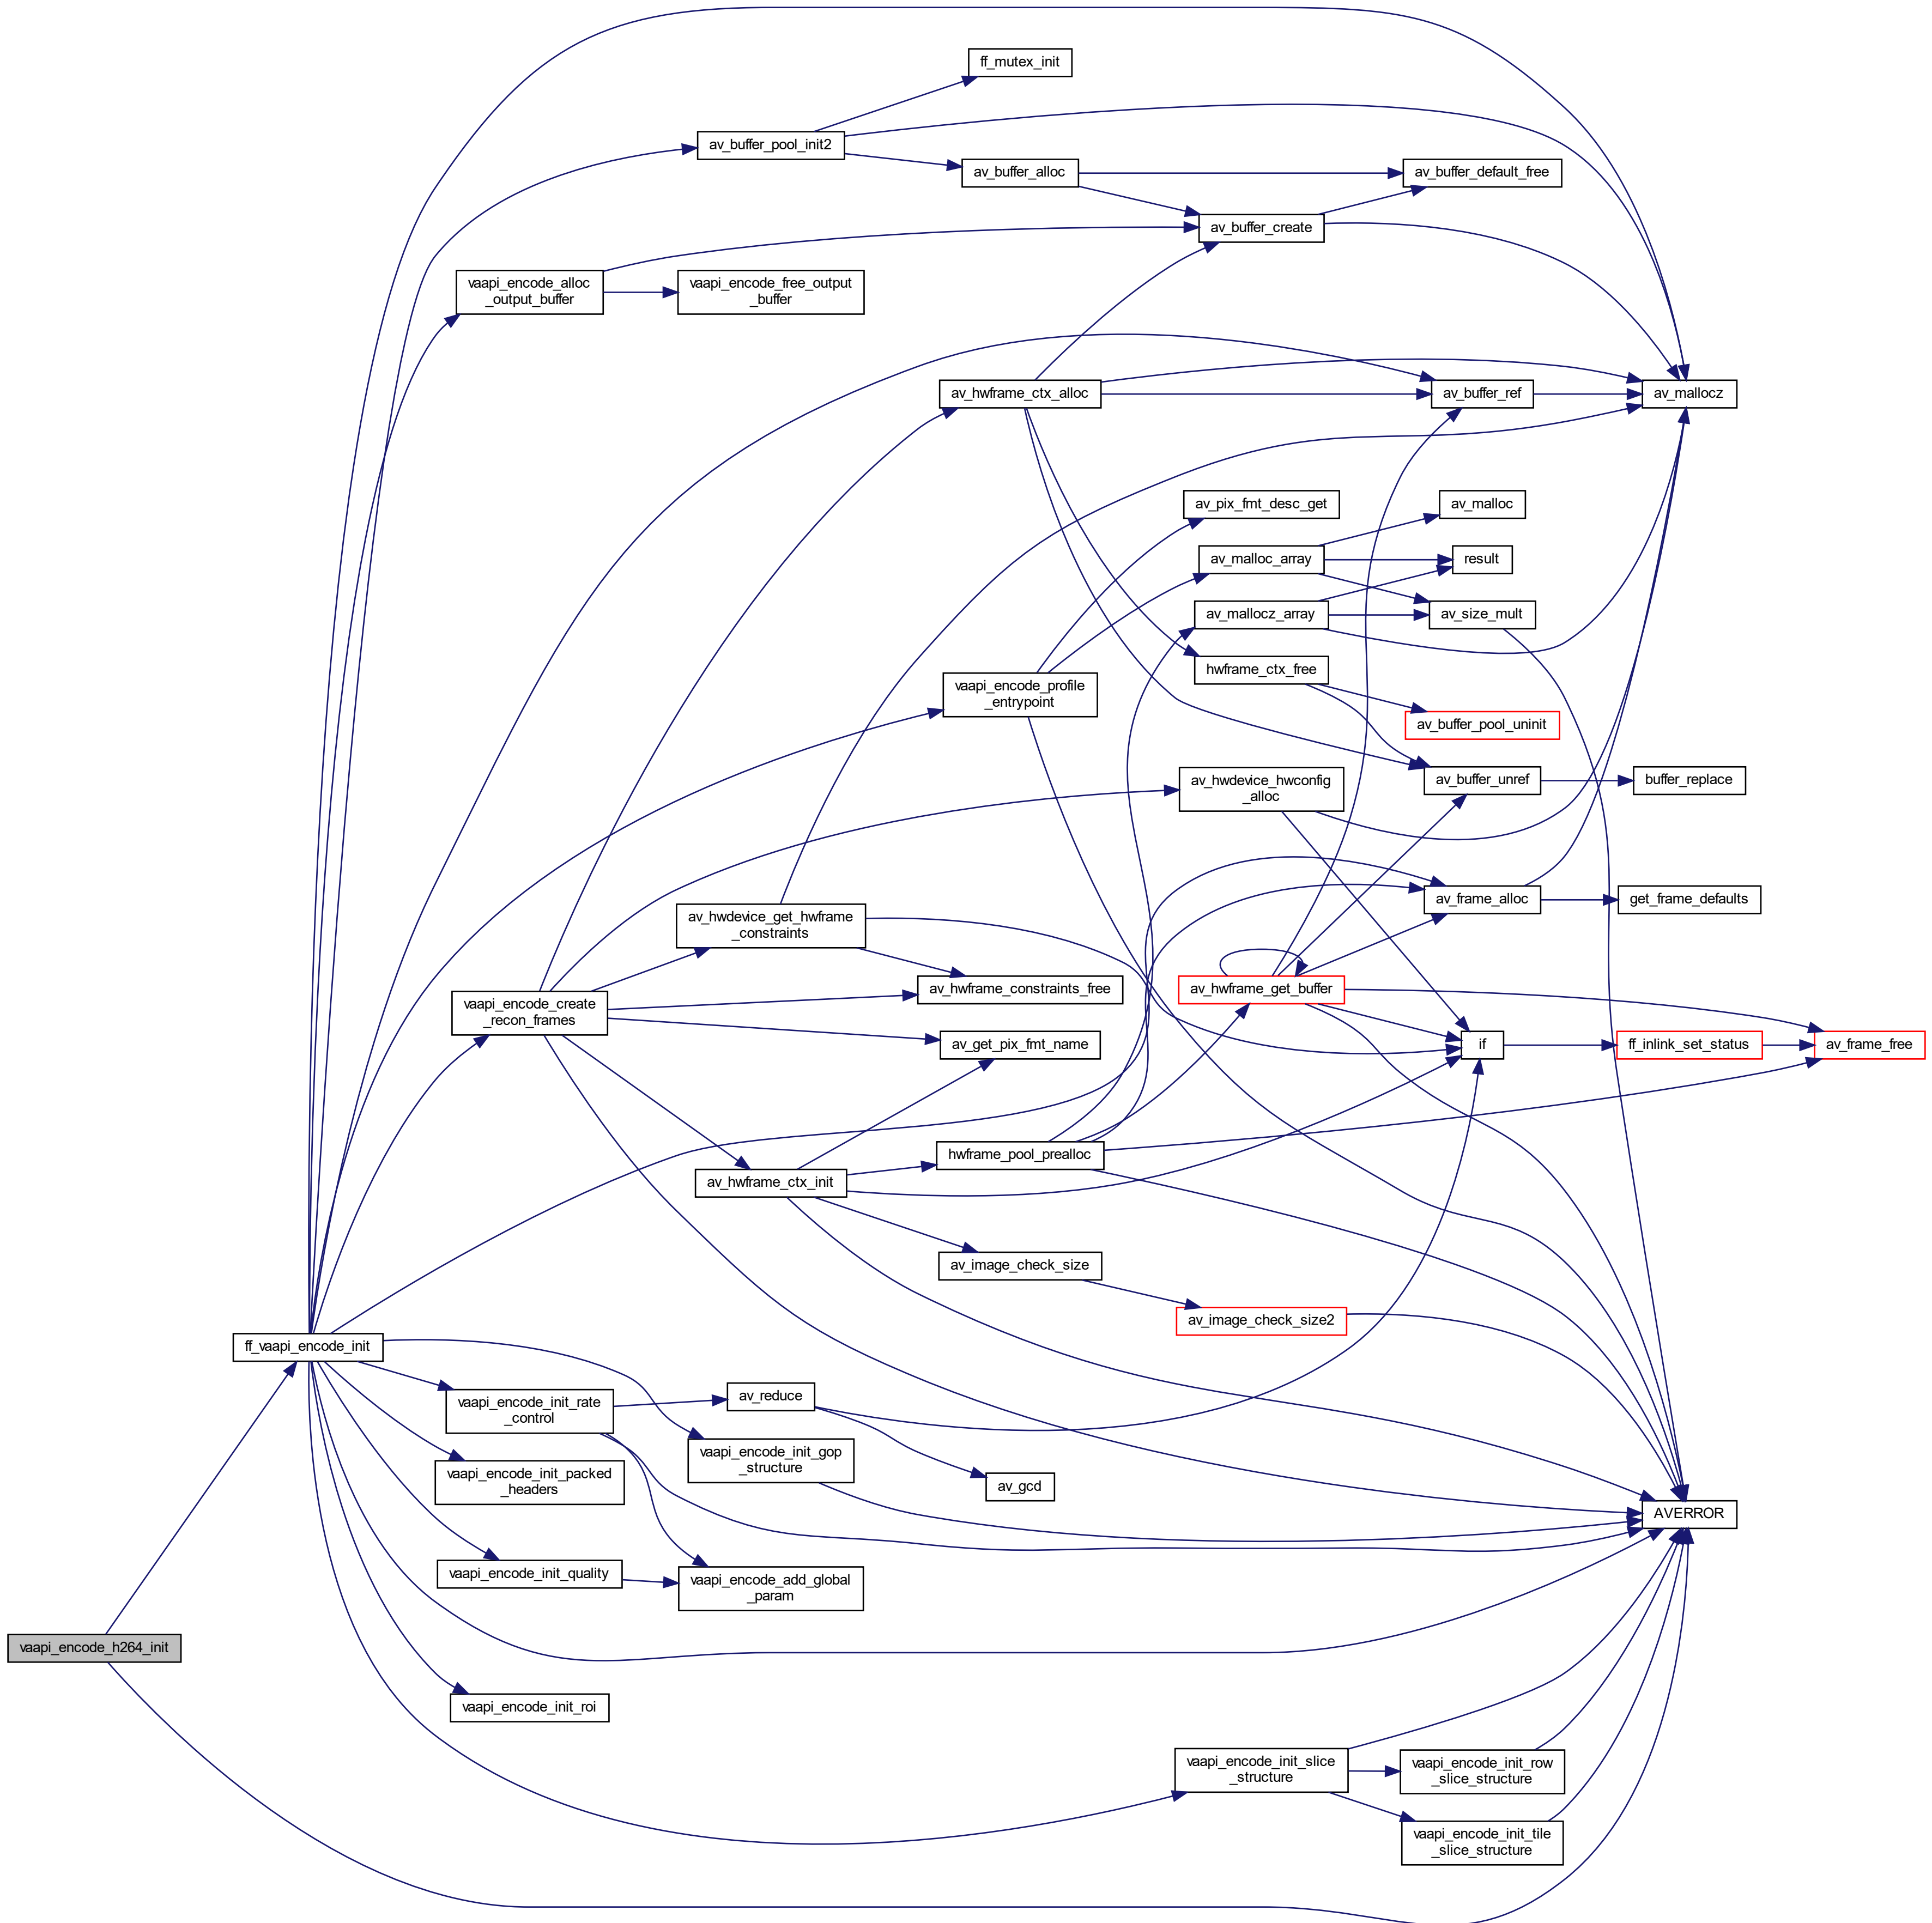 ff_mutex_init
av_buffer_pool_init2
av_buffer_alloc
av_buffer_default_free
av_buffer_create
vaapi_encode_alloc
_output_buffer
vaapi_encode_free_output
_buffer
av_hwframe_ctx_alloc
av_buffer_ref
av_mallocz
av_pix_fmt_desc_get
av_malloc
av_malloc_array
result
av_mallocz_array
av_size_mult
hwframe_ctx_free
vaapi_encode_profile
_entrypoint
av_buffer_pool_uninit
av_hwdevice_hwconfig
_alloc
av_buffer_unref
buffer_replace
av_frame_alloc
get_frame_defaults
av_hwdevice_get_hwframe
_constraints
av_hwframe_constraints_free
av_hwframe_get_buffer
vaapi_encode_create
_recon_frames
av_get_pix_fmt_name
if
ff_inlink_set_status
av_frame_free
hwframe_pool_prealloc
av_hwframe_ctx_init
av_image_check_size
av_image_check_size2
ff_vaapi_encode_init
av_reduce
vaapi_encode_init_rate
_control
vaapi_encode_init_gop
_structure
vaapi_encode_init_packed
_headers
av_gcd
AVERROR
vaapi_encode_init_quality
vaapi_encode_add_global
_param
vaapi_encode_h264_init
vaapi_encode_init_roi
vaapi_encode_init_slice
_structure
vaapi_encode_init_row
_slice_structure
vaapi_encode_init_tile
_slice_structure